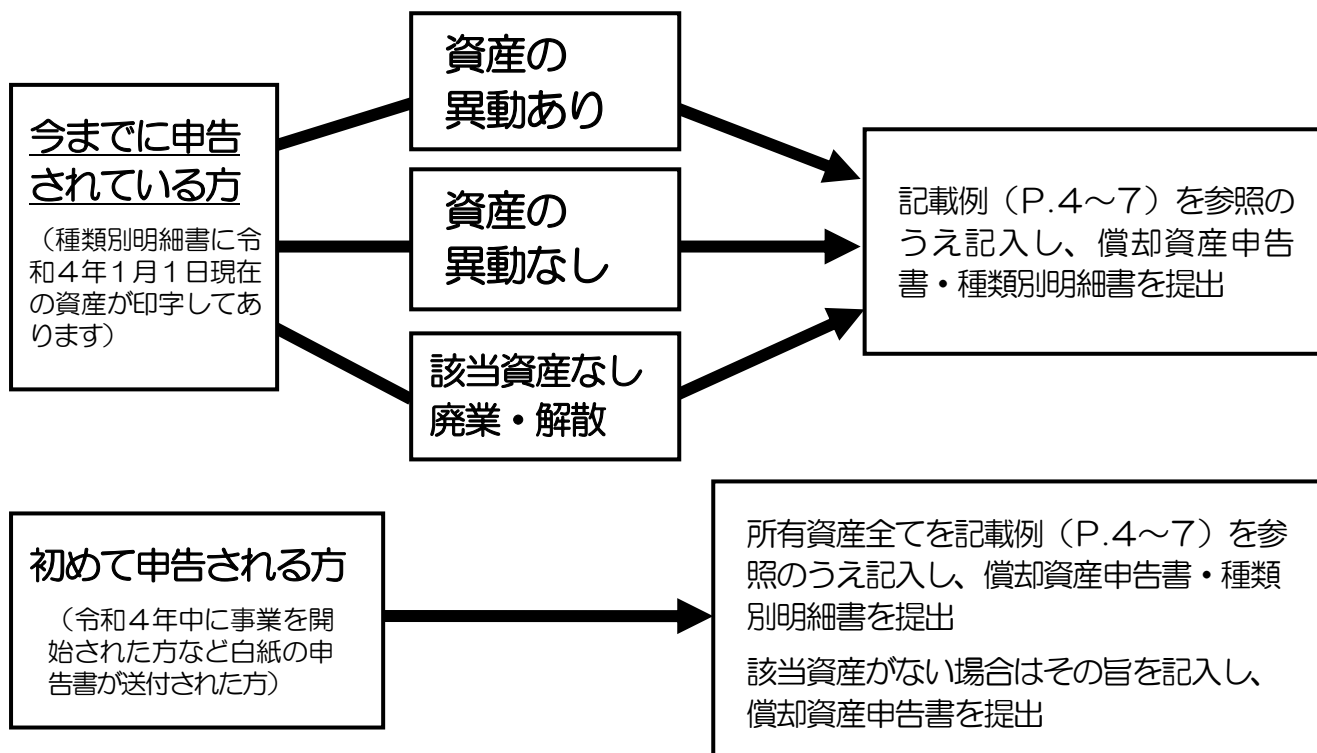 今までに申告
されている方
（種類別明細書に令
和４年１月１日現在
の資産が印字してあ
ります）
資産の
異動あり
資産の
異動なし
該当資産なし
廃業・解散
記載例（Ｐ.４～７）を参照の
うえ記入し、償却資産申告
書・種類別明細書を提出
初めて申告される方
（令和４年中に事業を開
始された方など白紙の申
告書が送付された方）
所有資産全てを記載例（Ｐ.４～７）を参
照のうえ記入し、償却資産申告書・種類
別明細書を提出
該当資産がない場合はその旨を記入し、
償却資産申告書を提出